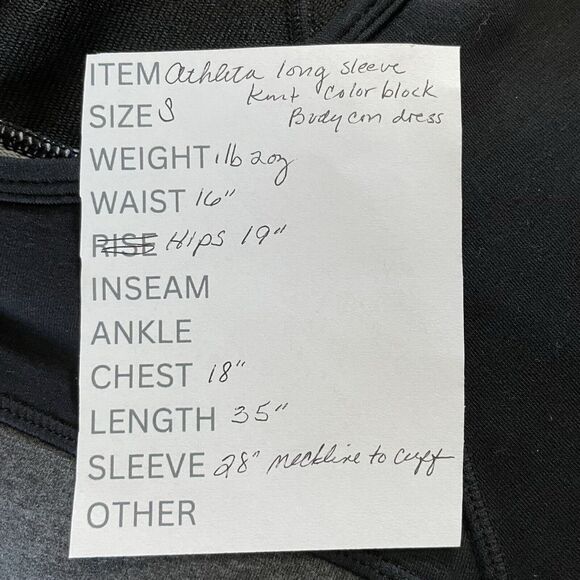 ITEM Athleta long sleeve
Knit Color block
SIZE S Bodycon dress
WEIGHT 1lb 2oz
WAIST 16"
RISE Hips 19"
INSEAM
ANKLE
CHEST 18"
LENGTH 35"
SLEEVE 28" neckline to cuff
OTHER